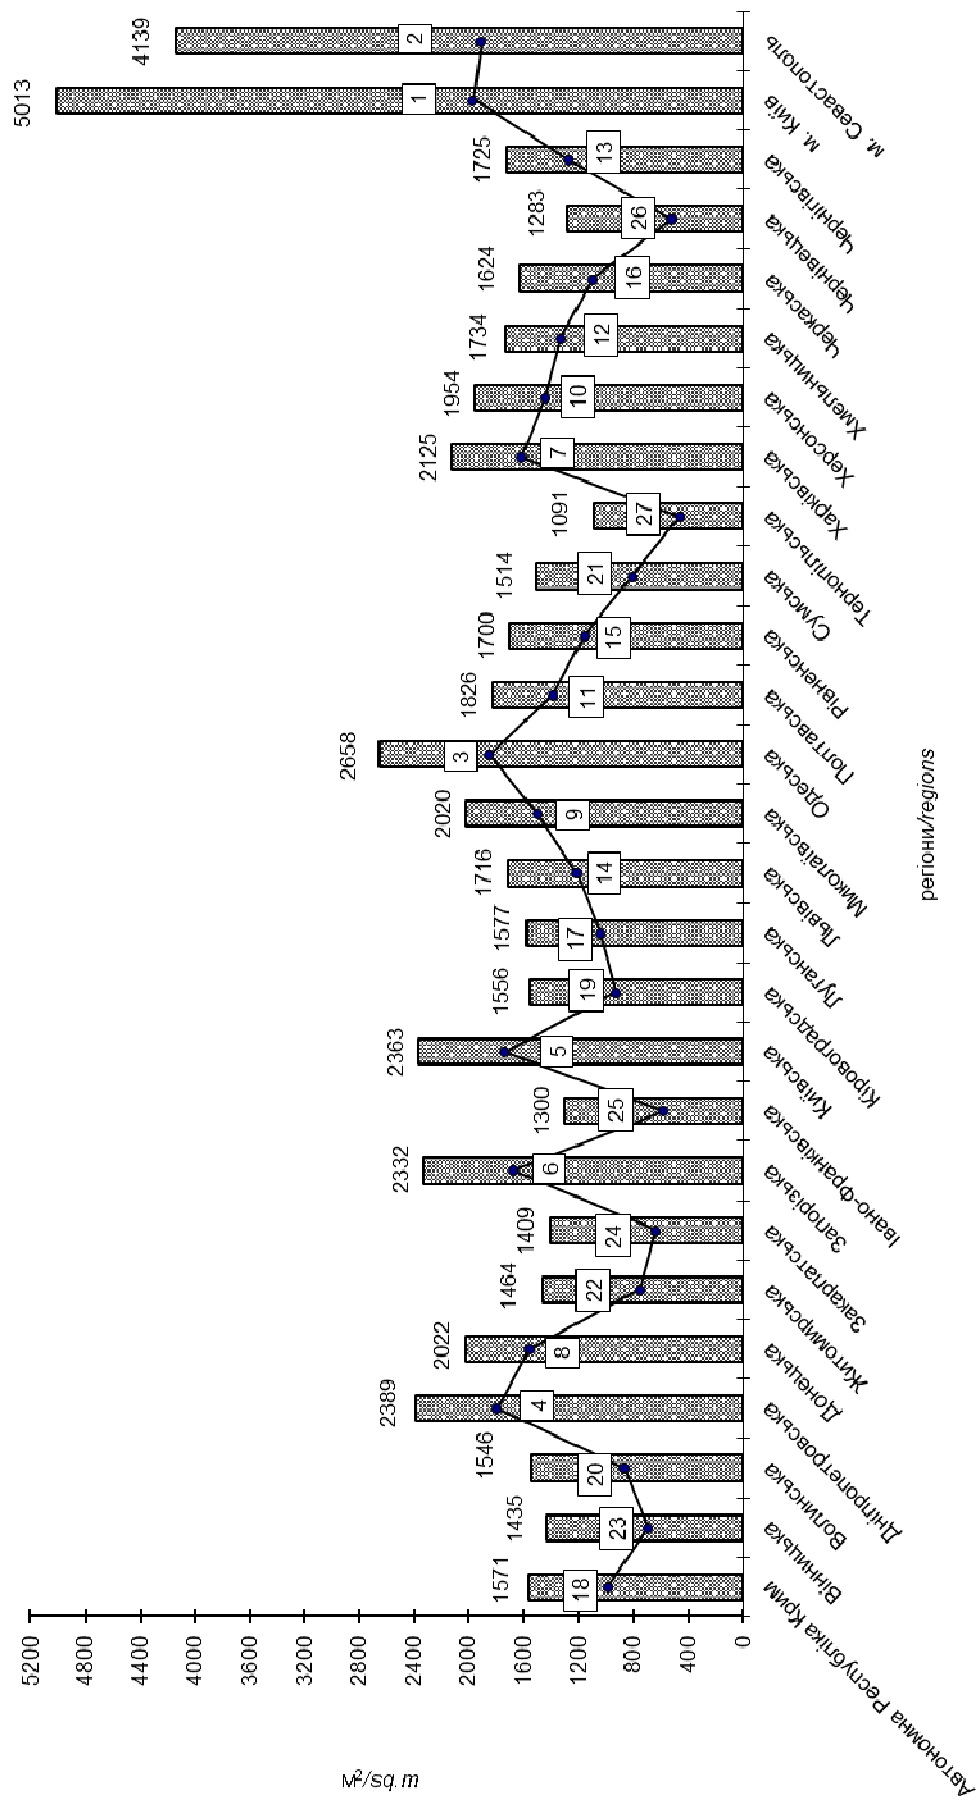 м²/sq.m
5200
4800
4400
4000
3600
3200
2800
2400
2000
1600
1200
800
400
0
1571
1435
1546
2389
2022
1464
1409
2332
1300
2363
1556
1577
1716
2020
2658
1826
1700
1514
1091
2125
1954
1734
1624
1283
1725
5013
4139
18
23
20
4
8
22
24
6
25
5
19
17
14
9
3
11
15
21
27
7
10
12
16
26
13
1
2
Автономна Республіка Крим
Вінницька
Волинська
Дніпропетровська
Донецька
Житомирська
Закарпатська
Запорізька
Івано-Франківська
Київська
Кіровоградська
Луганська
Львівська
Миколаївська
Одеська
Полтавська
Рівненська
Сумська
Тернопільська
Харківська
Херсонська
Хмельницька
Черкаська
Чернівецька
Чернігівська
м. Київ
м. Севастополь
регіони/regions